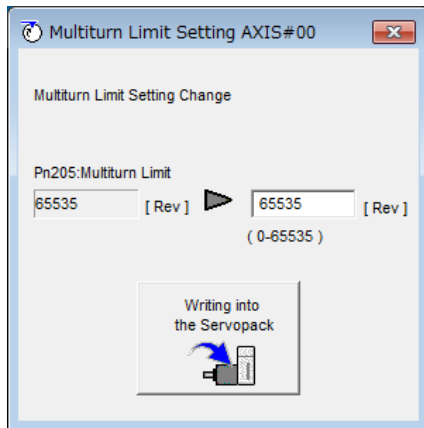 Multiturn Limit Setting AXIS#00
Multiturn Limit Setting Change
Pn205:Multiturn Limit
65535 [ Rev ] 65535 [ Rev ]
( 0-65535 )
Writing into
the Servopack